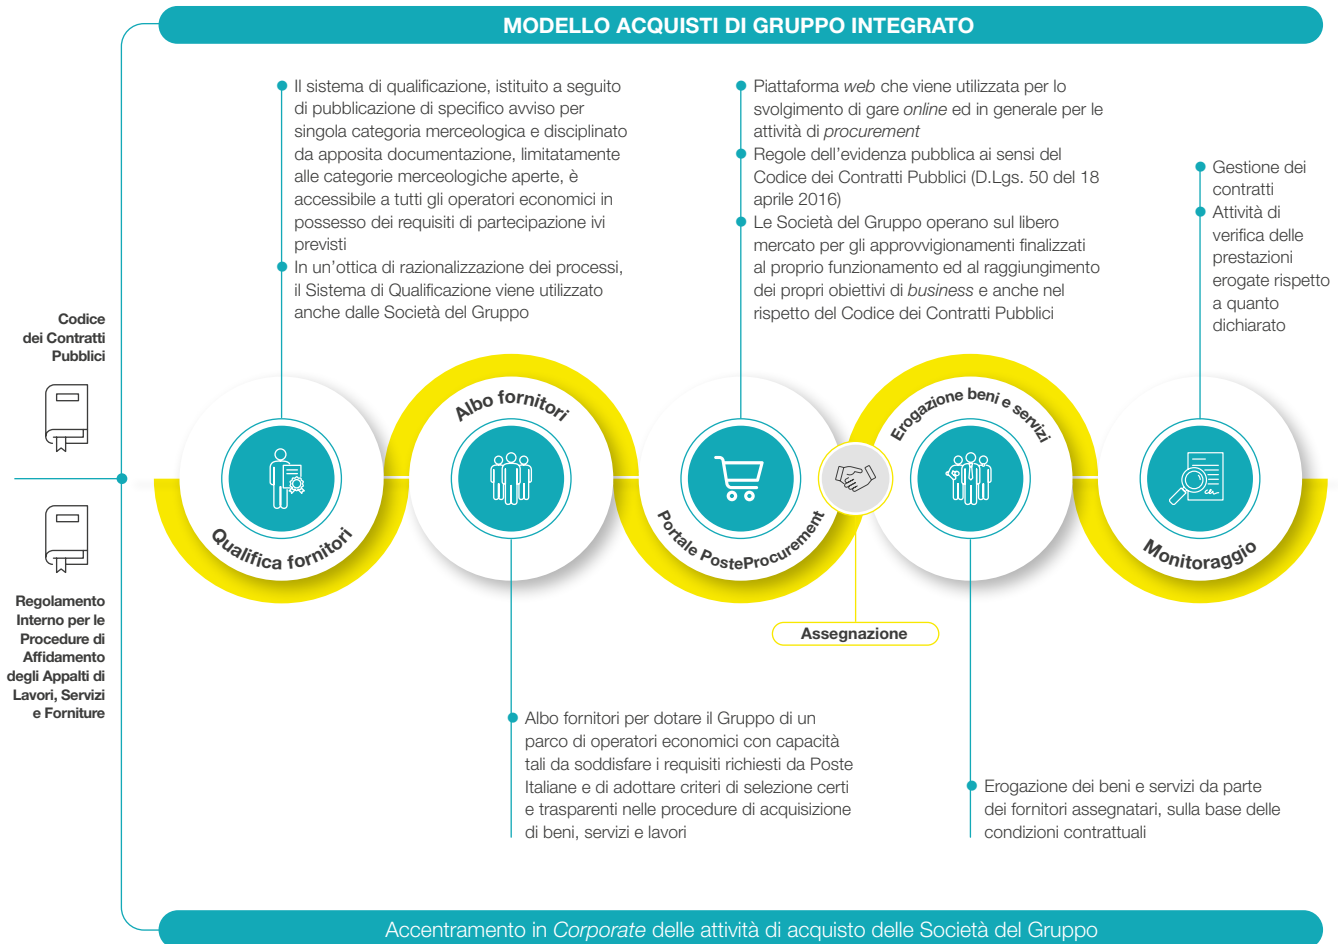 MODELLO ACQUISTI DI GRUPPO INTEGRATO
Il sistema di qualificazione, istituito a seguito
di pubblicazione di specifico avviso per
singola categoria merceologica e disciplinato
da apposita documentazione, limitatamente
alle categorie merceologiche aperte, è
accessibile a tutti gli operatori economici in
possesso dei requisiti di partecipazione ivi
previsti
In un'ottica di razionalizzazione dei processi,
il Sistema di Qualificazione viene utilizzato
anche dalle Società del Gruppo
Piattaforma web che viene utilizzata per lo
svolgimento di gare online ed in generale per le
attività di procurement
Regole dell'evidenza pubblica ai sensi del
Codice dei Contratti Pubblici (D.Lgs. 50 del 18
aprile 2016)
Le Società del Gruppo operano sul libero
mercato per gli approvvigionamenti finalizzati
al proprio funzionamento ed al raggiungimento
dei propri obiettivi di business e anche nel
rispetto del Codice dei Contratti Pubblici
Gestione dei
contratti
Attività di
verifica delle
prestazioni
erogate rispetto
a quanto
dichiarato
Codice
dei Contratti
Pubblici
Regolamento
Interno per le
Procedure di
Affidamento
degli Appalti di
Lavori, Servizi
e Forniture
Qualifica fornitori
Albo fornitori
Portale PosteProcurement
Assegnazione
Erogazione beni e servizi
Monitoraggio
Albo fornitori per dotare il Gruppo di un
parco di operatori economici con capacità
tali da soddisfare i requisiti richiesti da Poste
Italiane e di adottare criteri di selezione certi
e trasparenti nelle procedure di acquisizione
di beni, servizi e lavori
Erogazione dei beni e servizi da parte
dei fornitori assegnatari, sulla base delle
condizioni contrattuali
Accentramento in Corporate delle attività di acquisto delle Società del Gruppo